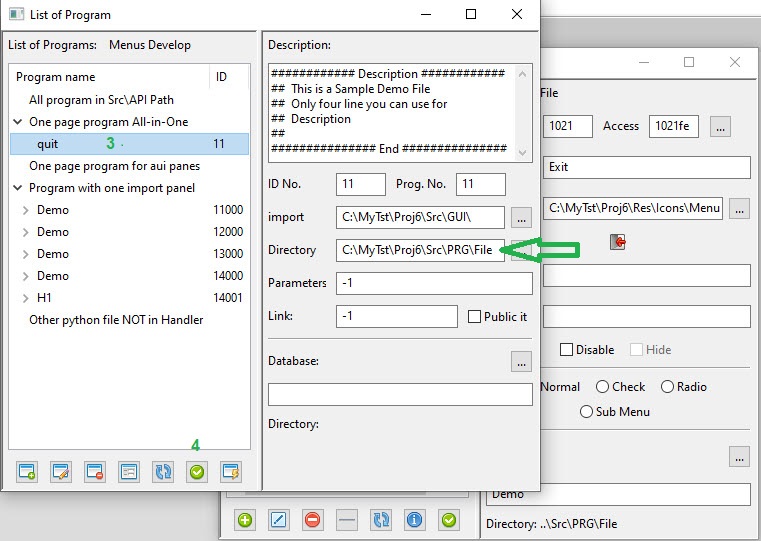 List of Program
List of Programs: Menus Develop
Program name ID
All program in Src\API Path
One page program All-in-One
quit 3 11
One page program for aui panes
Program with one import panel
Demo 11000
Demo 12000
Demo 13000
Demo 14000
H1 14001
Other python file NOT in Handler
4
Description:
############ Description ############
## This is a Sample Demo File
## Only four line you can use for
## Description
##
############### End ###############
ID No. 11 Prog. No. 11
import C:\MyTst\Proj6\Src\GUI\ ...
Directory C:\MyTst\Proj6\Src\PRG\File
Parameters -1
Link: -1 Public it
Database: ...
Directory:
File
1021 Access 1021fe ...
Exit
C:\MyTst\Proj6\Res\Icons\Menu ...
Disable Hide
Normal Check Radio
Sub Menu
...
Demo
Directory: ..\Src\PRG\File